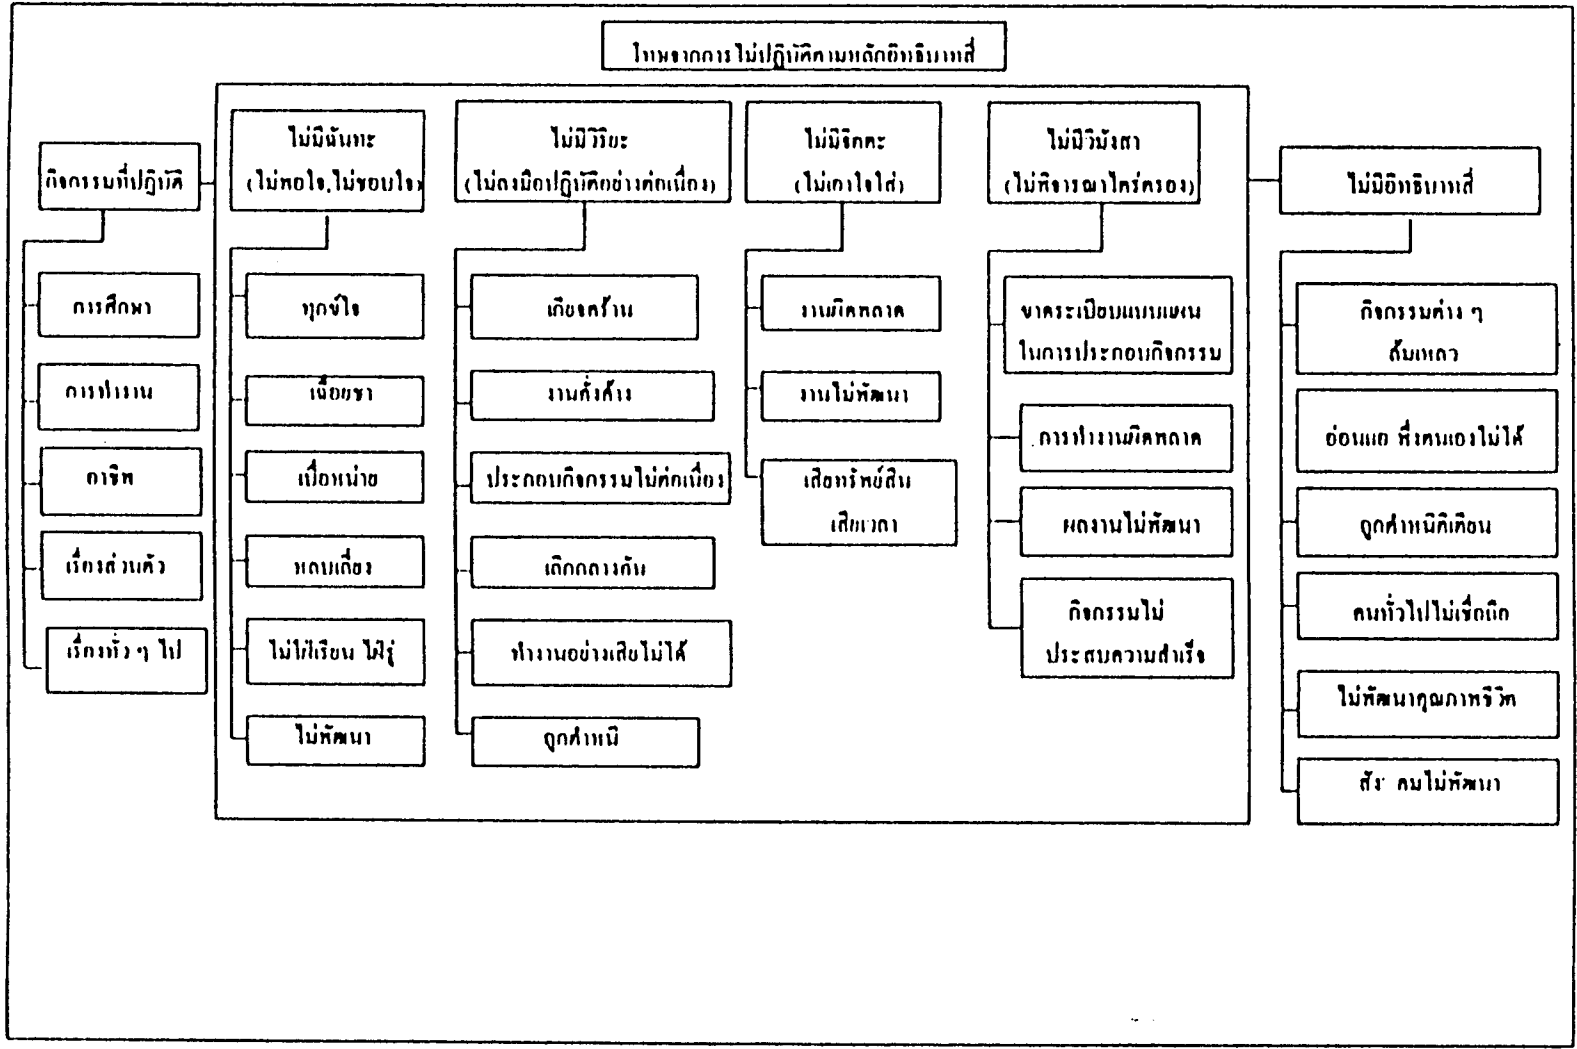 โทษจากการไม่ปฏิบัติตามหลักอิทธิบาทสี่
กิจกรรมที่ปฏิบัติ
การศึกษา
การทำงาน
อาชีพ
เรื่องส่วนตัว
เรื่องทั่ว ๆ ไป
ไม่มีฉันทะ
(ไม่พอใจ,ไม่ชอบใจ)
ทุกข์ใจ
เฉื่อยชา
เบื่อหน่าย
หลบเลี่ยง
ไม่ใฝ่เรียน ใฝ่รู้
ไม่พัฒนา
ไม่มีวิริยะ
(ไม่ลงมือปฏิบัติอย่างต่อเนื่อง)
เกียจคร้าน
งานคั่งค้าง
ประกอบกิจกรรมไม่ต่อเนื่อง
เลิกกลางคัน
ทำงานอย่างเสียไม่ได้
ถูกตำหนิ
ไม่มีจิตตะ
(ไม่เอาใจใส่)
งานผิดพลาด
งานไม่พัฒนา
เสียทรัพย์สิน
เสียเวลา
ไม่มีวิมังสา
(ไม่พิจารณาไตร่ตรอง)
ขาดระเบียบแบบแผน
ในการประกอบกิจกรรม
การทำงานผิดพลาด
ผลงานไม่พัฒนา
กิจกรรมไม่
ประสบความสำเร็จ
ไม่มีอิทธิบาทสี่
กิจกรรมต่าง ๆ
ล้มเหลว
อ่อนแอ พึ่งตนเองไม่ได้
ถูกตำหนิติเตียน
คนทั่วไปไม่เชื่อถือ
ไม่พัฒนาคุณภาพชีวิต
สังคมไม่พัฒนา